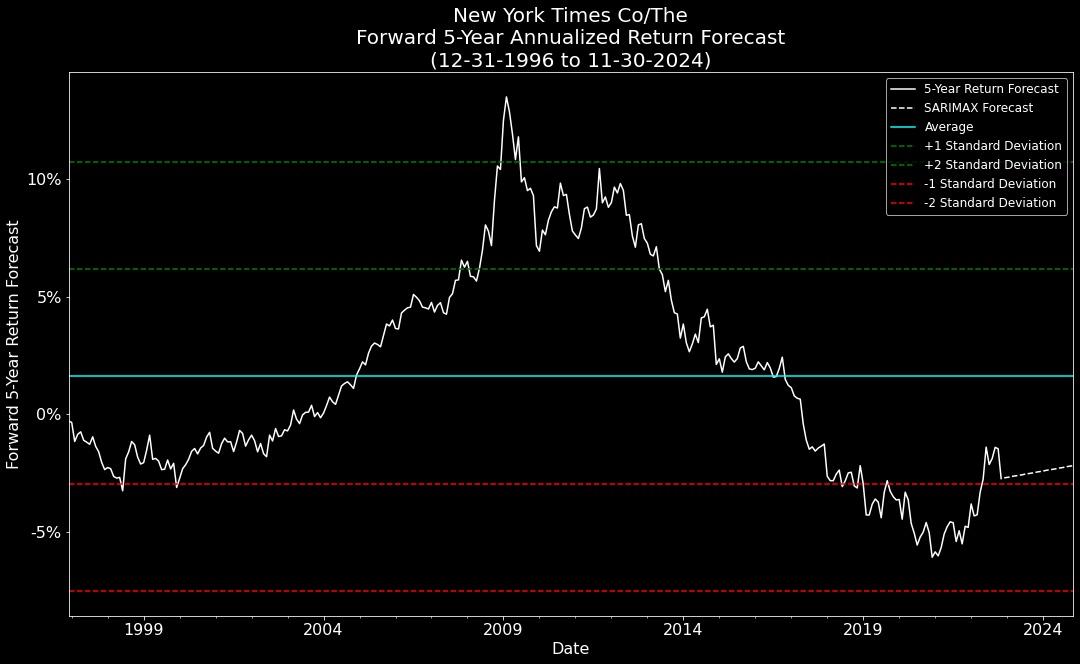 New York Times Co/The
Forward 5-Year Annualized Return Forecast
(12-31-1996 to 11-30-2024)
5-Year Return Forecast
SARIMAX Forecast
Average
+1 Standard Deviation
+2 Standard Deviation
-1 Standard Deviation
-2 Standard Deviation
Forward 5-Year Return Forecast
10%
5%
0%
-5%
1999 2004 2009 2014 2019 2024
Date